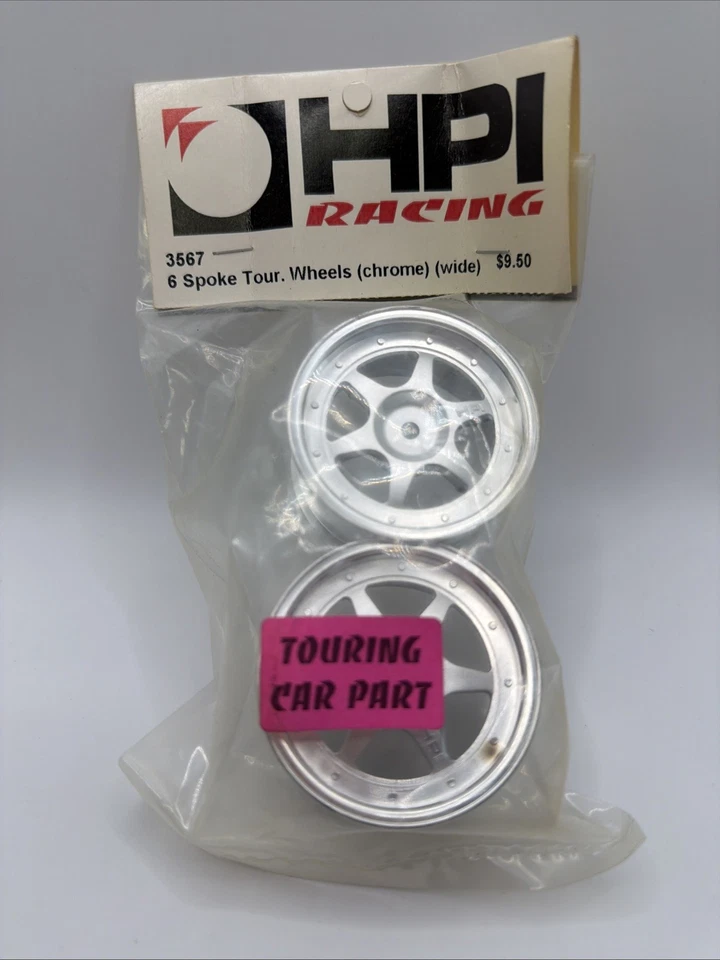 HPI
RACING
3567
6 Spoke Tour. Wheels (chrome) (wide) $9.50
TOURING
CAR PART